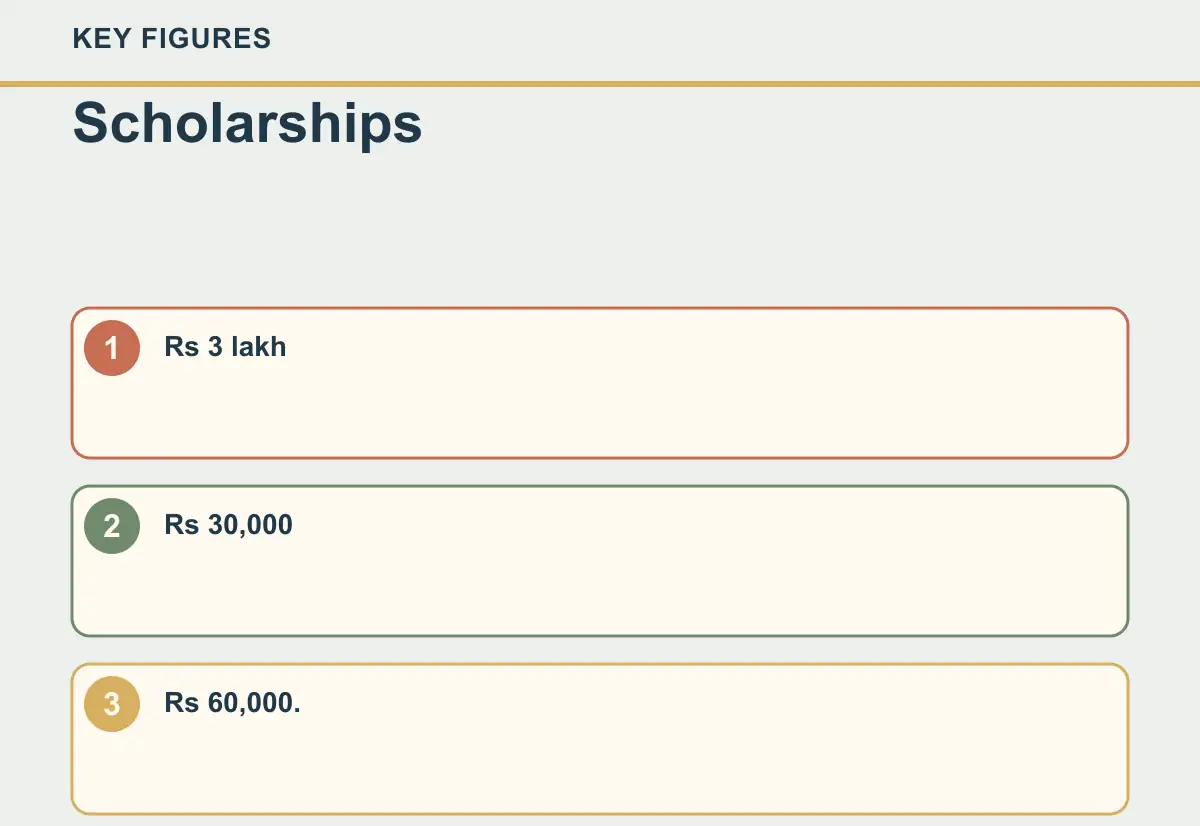 KEY FIGURES
Scholarships
1 Rs 3 lakh
2 Rs 30,000
3 Rs 60,000.